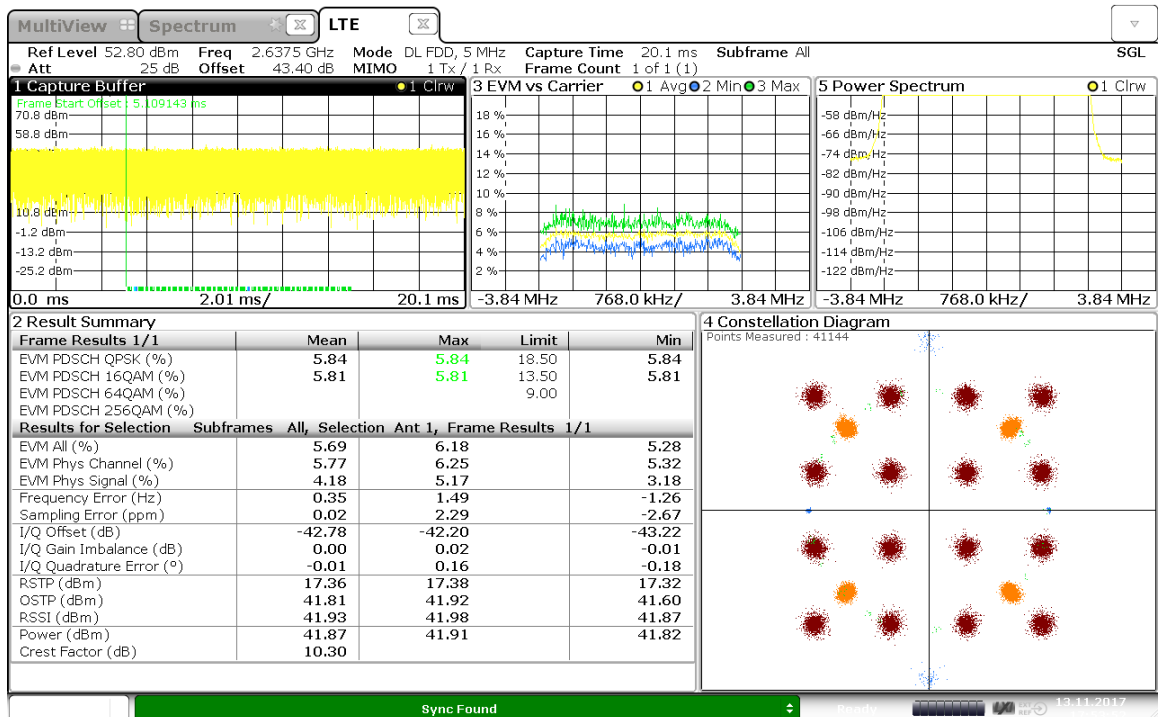 MultiView Spectrum LTE
Ref Level 52.80 dBm Freq 2.6375 GHz Mode DL FDD, 5 MHz Capture Time 20.1 ms Subframe All SGL
Att 25 dB Offset 43.40 dB MIMO 1 Tx / 1 Rx Frame Count 1 of 1 (1)
1 Capture Buffer 1 Clrw
Frame Start Offset : 5.109143 ms
70.8 dBm
58.8 dBm
10.8 dBm
-1.2 dBm
-13.2 dBm
-25.2 dBm
0.0 ms 2.01 ms/ 20.1 ms
3 EVM vs Carrier 1 Avg 2 Min 3 Max
18 %
16 %
14 %
12 %
10 %
8 %
6 %
4 %
2 %
-3.84 MHz 768.0 kHz/ 3.84 MHz
5 Power Spectrum 1 Clrw
-58 dBm/Hz
-66 dBm/Hz
-74 dBm/Hz
-82 dBm/Hz
-90 dBm/Hz
-98 dBm/Hz
-106 dBm/Hz
-114 dBm/Hz
-122 dBm/Hz
-3.84 MHz 768.0 kHz/ 3.84 MHz
2 Result Summary
Frame Results 1/1 Mean Max Limit Min
EVM PDSCH QPSK (%) 5.84 5.84 18.50 5.84
EVM PDSCH 16QAM (%) 5.81 5.81 13.50 5.81
EVM PDSCH 64QAM (%) 9.00
EVM PDSCH 256QAM (%)
Results for Selection Subframes All, Selection Ant 1, Frame Results 1/1
EVM All (%) 5.69 6.18 5.28
EVM Phys Channel (%) 5.77 6.25 5.32
EVM Phys Signal (%) 4.18 5.17 3.18
Frequency Error (Hz) 0.35 1.49 -1.26
Sampling Error (ppm) 0.02 2.29 -2.67
I/Q Offset (dB) -42.78 -42.20 -43.22
I/Q Gain Imbalance (dB) 0.00 0.02 -0.01
I/Q Quadrature Error (°) -0.01 0.16 -0.18
RSTP (dBm) 17.36 17.38 17.32
OSTP (dBm) 41.81 41.92 41.60
RSSI (dBm) 41.93 41.98 41.87
Power (dBm) 41.87 41.91 41.82
Crest Factor (dB) 10.30
4 Constellation Diagram
Points Measured : 41144
Sync Found Ready 13.11.2017